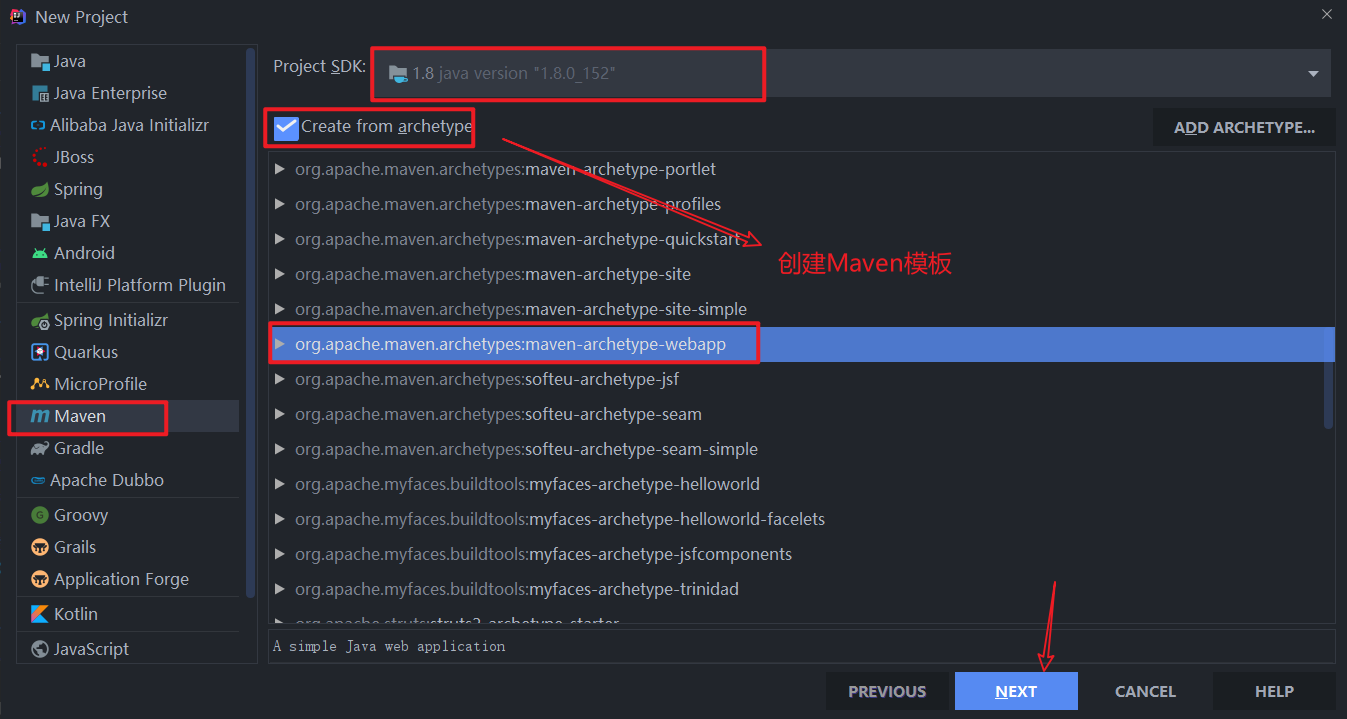 New Project
Java
Java Enterprise
Alibaba Java Initializr
JBoss
Spring
Java FX
Android
IntelliJ Platform Plugin
Spring Initializr
Quarkus
MicroProfile
Maven
Gradle
Apache Dubbo
Groovy
Grails
Application Forge
Kotlin
JavaScript
Project SDK: 1.8 java version "1.8.0_152"
Create from archetype
ADD ARCHETYPE...
org.apache.maven.archetypes:maven-archetype-portlet
org.apache.maven.archetypes:maven-archetype-profiles
org.apache.maven.archetypes:maven-archetype-quickstart
创建Maven模板
org.apache.maven.archetypes:maven-archetype-site
org.apache.maven.archetypes:maven-archetype-site-simple
org.apache.maven.archetypes:maven-archetype-webapp
org.apache.maven.archetypes:softeu-archetype-jsf
org.apache.maven.archetypes:softeu-archetype-seam
org.apache.maven.archetypes:softeu-archetype-seam-simple
org.apache.myfaces.buildtools:myfaces-archetype-helloworld
org.apache.myfaces.buildtools:myfaces-archetype-helloworld-facelets
org.apache.myfaces.buildtools:myfaces-archetype-jsfcomponents
org.apache.myfaces.buildtools:myfaces-archetype-trinidad
org.apache.struts:struts2-archetype-starter
A simple Java web application
PREVIOUS
NEXT
CANCEL
HELP